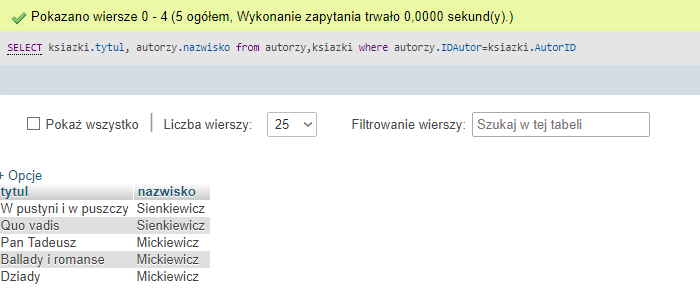 Pokazano wiersze 0 - 4 (5 ogółem, Wykonanie zapytania trwało 0,0000 sekund(y).)
SELECT ksiazki.tytul, autorzy.nazwisko from autorzy,ksiazki where autorzy.IDAutor=ksiazki.AutorID
Pokaż wszystko | Liczba wierszy: 25 Filtrowanie wierszy: Szukaj w tej tabeli
+ Opcje
tytul nazwisko
W pustyni i w puszczy Sienkiewicz
Quo vadis Sienkiewicz
Pan Tadeusz Mickiewicz
Ballady i romanse Mickiewicz
Dziady Mickiewicz